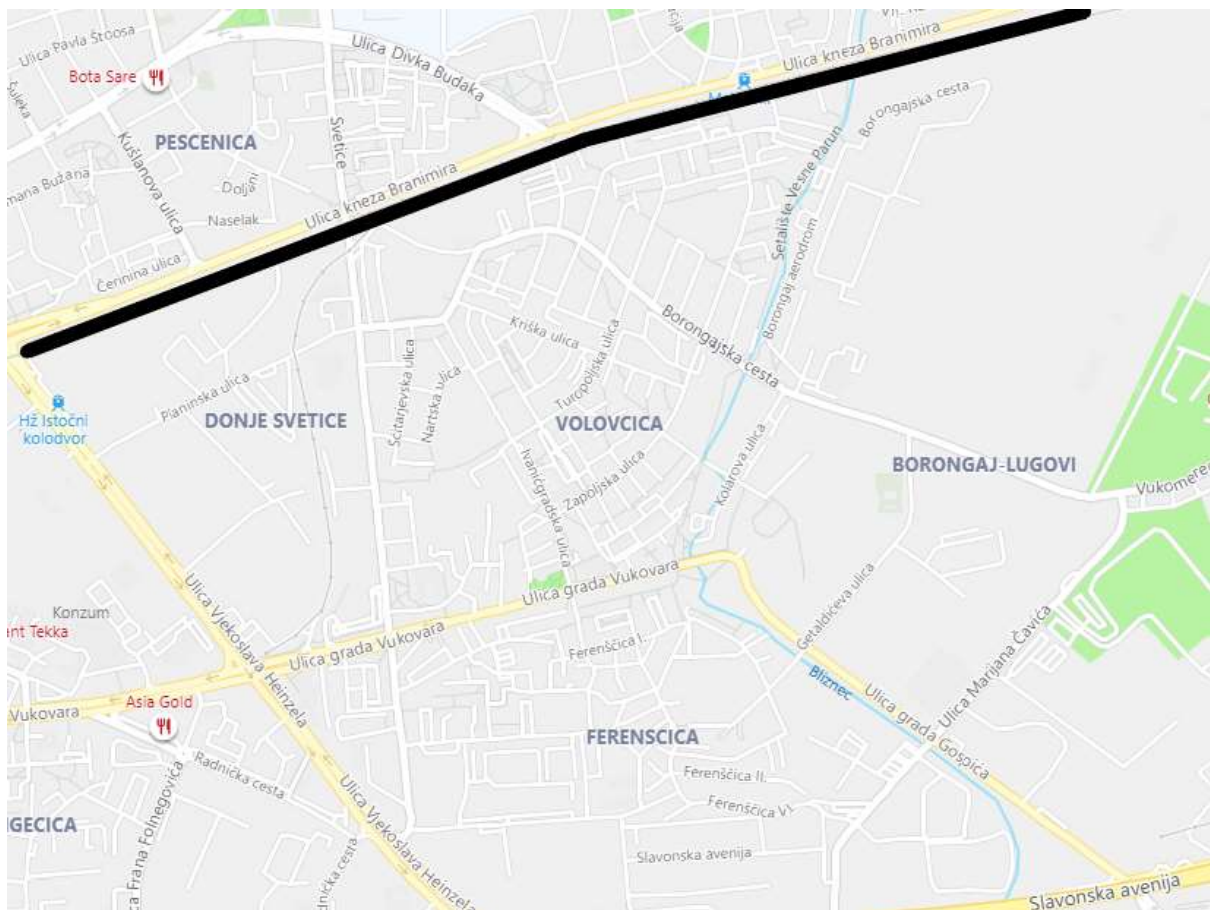 Ulica Pavla Štoosa
Ulica Divka Budaka
Bota Sare
Ulica kneza Branimira
Borongajska cesta
PESCENICA
Svetice
Kušlanova ulica
Doljani
Naselak
Ulica kneza Branimira
Čerinina ulica
Šetalište Vesne Parun
Borongaj aerodrom
Borongajska cesta
Kriška ulica
Turopoljska ulica
Planinska ulica
Ščitarjevska ulica
Nartska ulica
Hž Istočni
kolodvor
DONJE SVETICE
VOLOVCICA
BORONGAJ-LUGOVI
Ivanićgradska ulica
Zapoljska ulica
Kolarova ulica
Ulica grada Vukovara
Getaldićeva ulica
Konzum
Ulica Vjekoslava Heinzela
Ulica grada Vukovara
Ferenščica I.
Ulica Marijana Čavića
Bliznec
Vukovara
Asia Gold
Ulica grada Gospića
FERENSCICA
Radnička cesta
Ferenščica II.
Ferenščica VI
Ulica Vjekoslava Heinzela
Slavonska avenija
Slavonska avenija